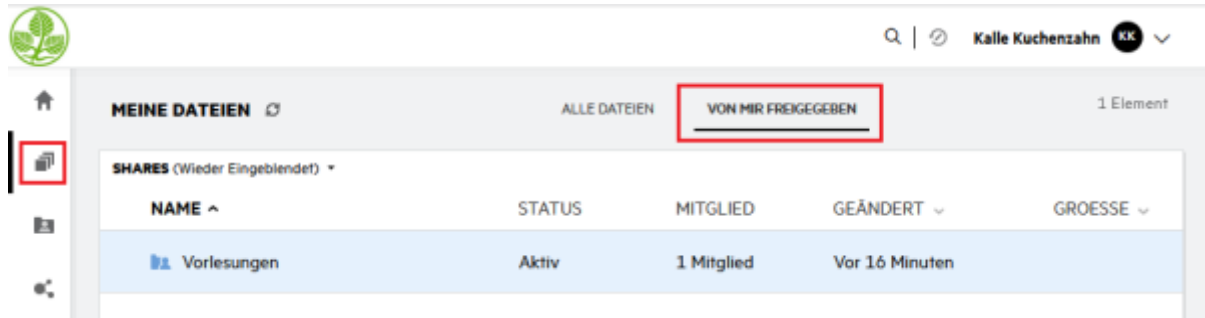 Kalle Kuchenzahn KK
MEINE DATEIEN ALLE DATEIEN VON MIR FREIGEGEBEN 1 Element
SHARES (Wieder Eingeblendet)
NAME STATUS MITGLIED GEÄNDERT GROESSE
Vorlesungen Aktiv 1 Mitglied Vor 16 Minuten